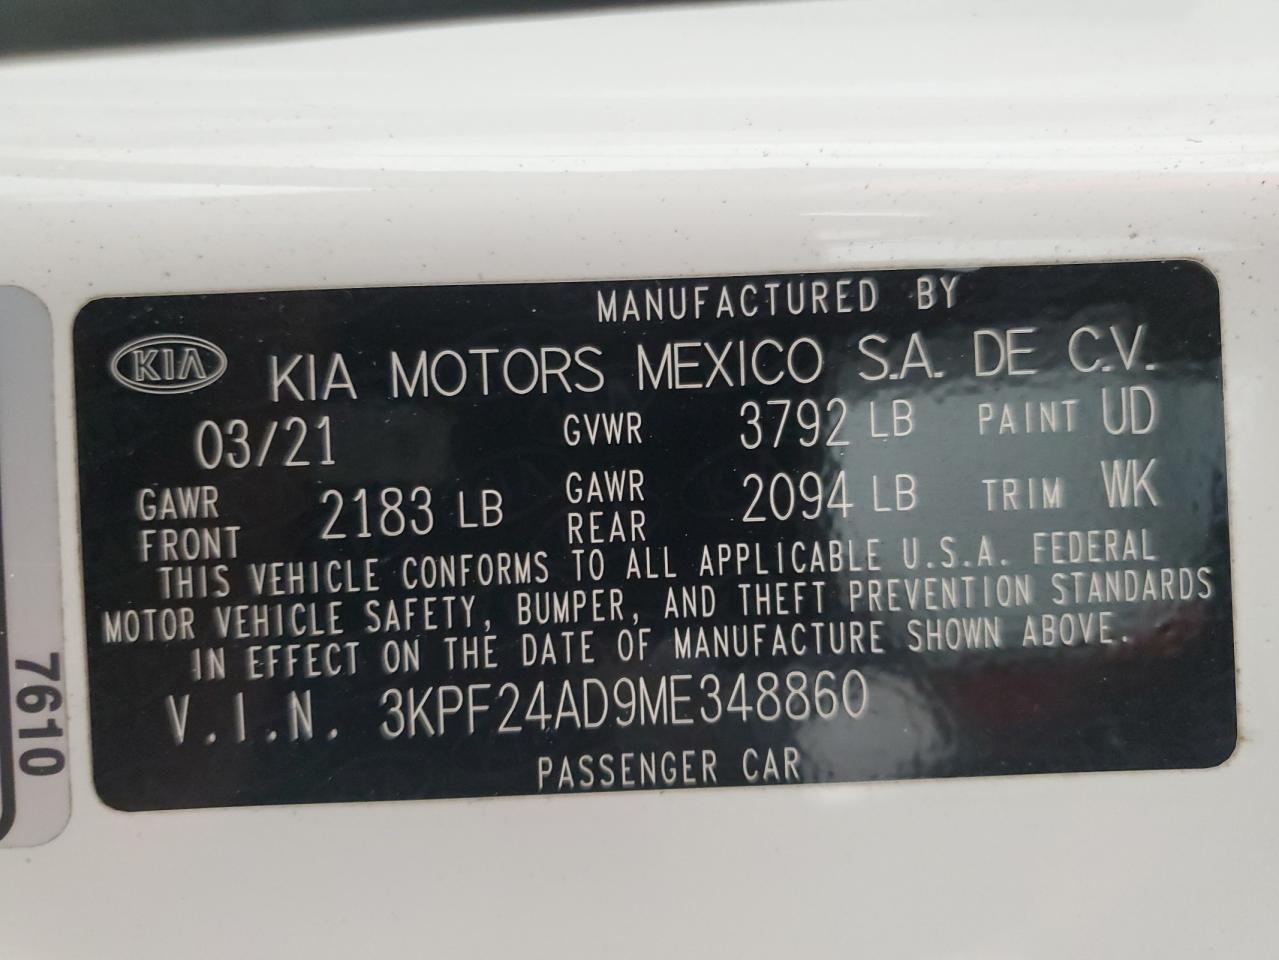 MANUFACTURED BY
KIA KIA MOTORS MEXICO S.A. DE C.V.
03/21 GVWR 3792 LB PAINT UD
GAWR FRONT 2183 LB GAWR REAR 2094 LB TRIM WK
THIS VEHICLE CONFORMS TO ALL APPLICABLE U.S.A. FEDERAL
MOTOR VEHICLE SAFETY, BUMPER, AND THEFT PREVENTION STANDARDS
IN EFFECT ON THE DATE OF MANUFACTURE SHOWN ABOVE.
V.I.N. 3KPF24AD9ME348860
PASSENGER CAR
7610